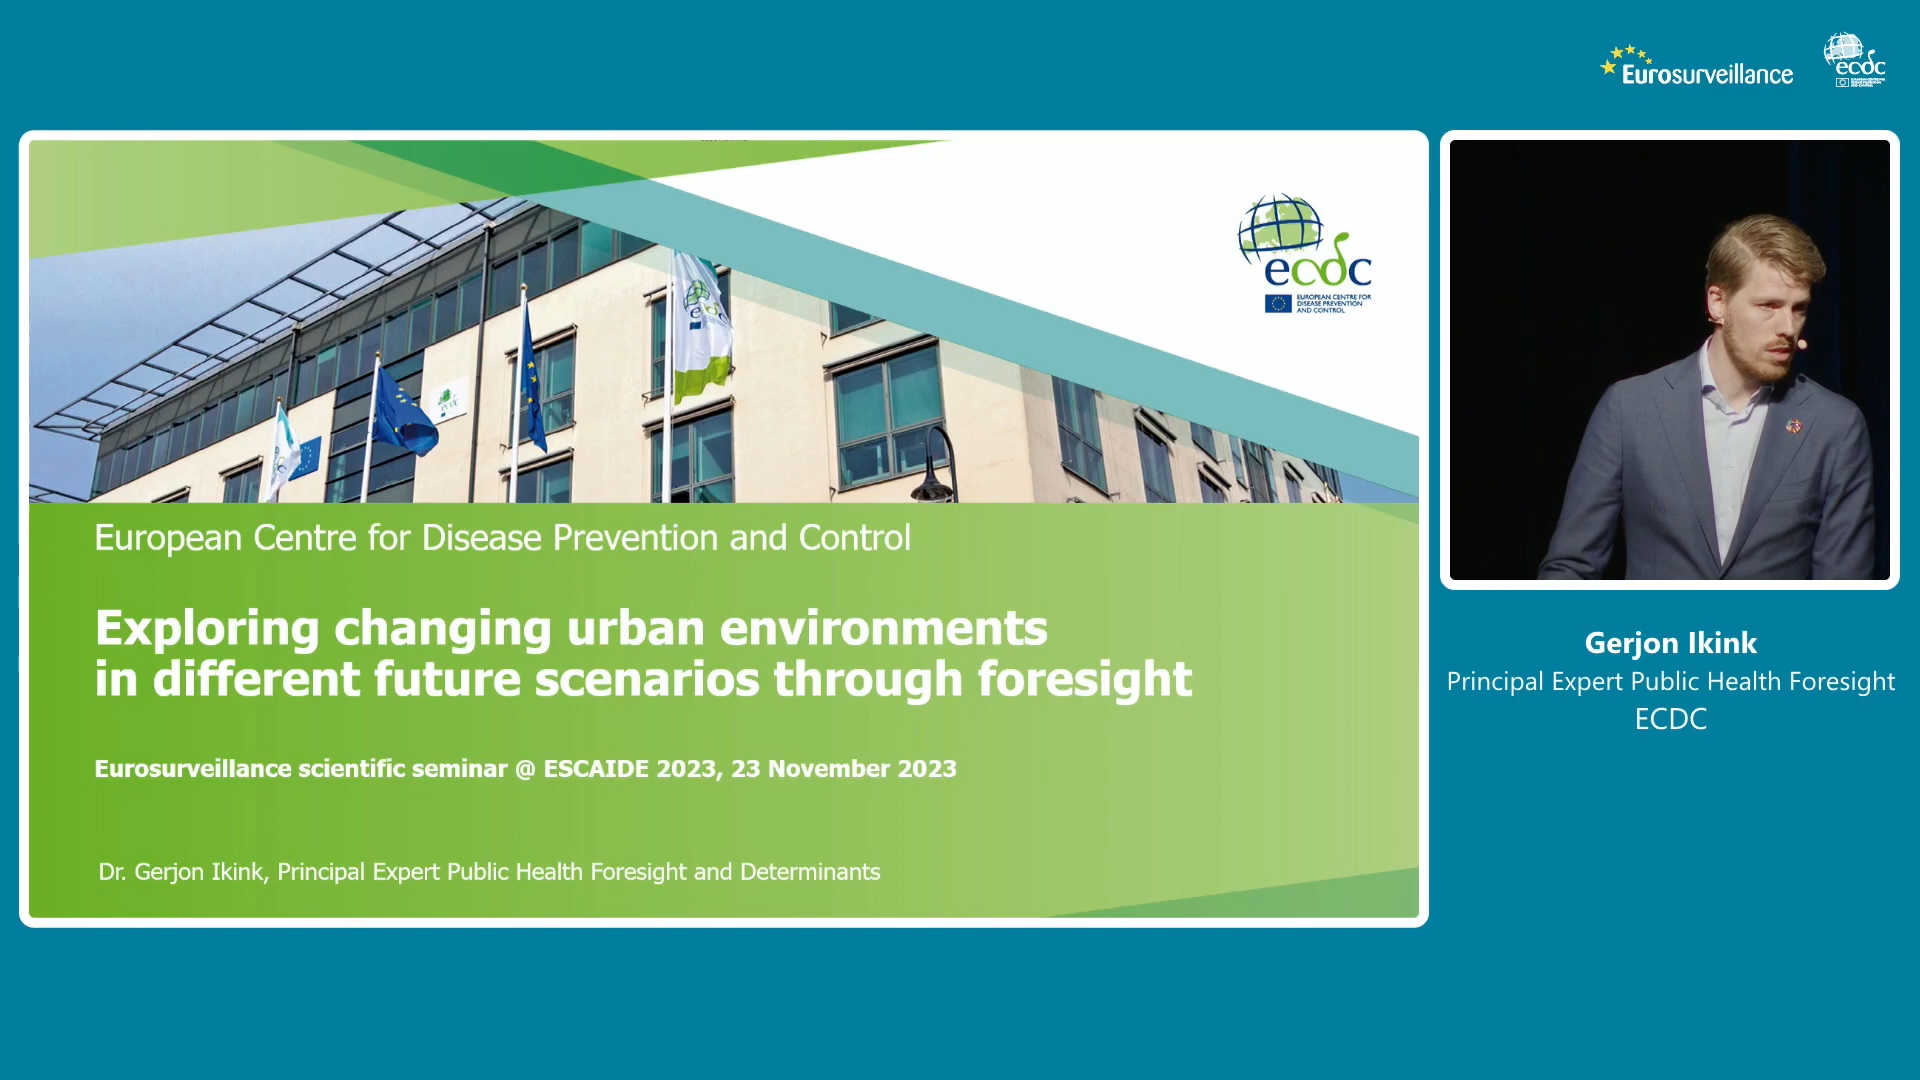 Eurosurveillance
ecdc
ecdc
EUROPEAN CENTRE FOR
DISEASE PREVENTION
AND CONTROL
European Centre for Disease Prevention and Control
Exploring changing urban environments
in different future scenarios through foresight
Eurosurveillance scientific seminar @ ESCAIDE 2023, 23 November 2023
Dr. Gerjon Ikink, Principal Expert Public Health Foresight and Determinants
Gerjon Ikink
Principal Expert Public Health Foresight
ECDC